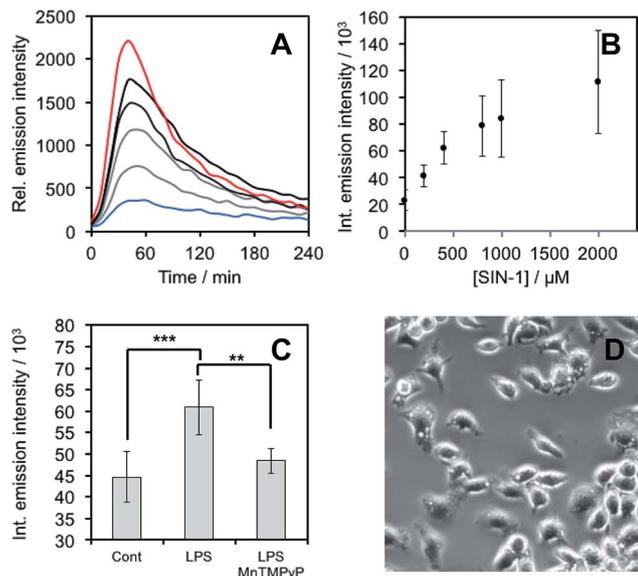 A
Rel. emission intensity
2500
2000
1500
1000
500
0
0 60 120 180 240
Time / min
B
Int. emission intensity / 10³
160
140
120
100
80
60
40
20
0
0 500 1000 1500 2000
[SIN-1] / µM
C
Int. emission intensity / 10³
80
75
70
65
60
55
50
45
40
35
30
***
**
Cont LPS LPS
MnTMPyP
D